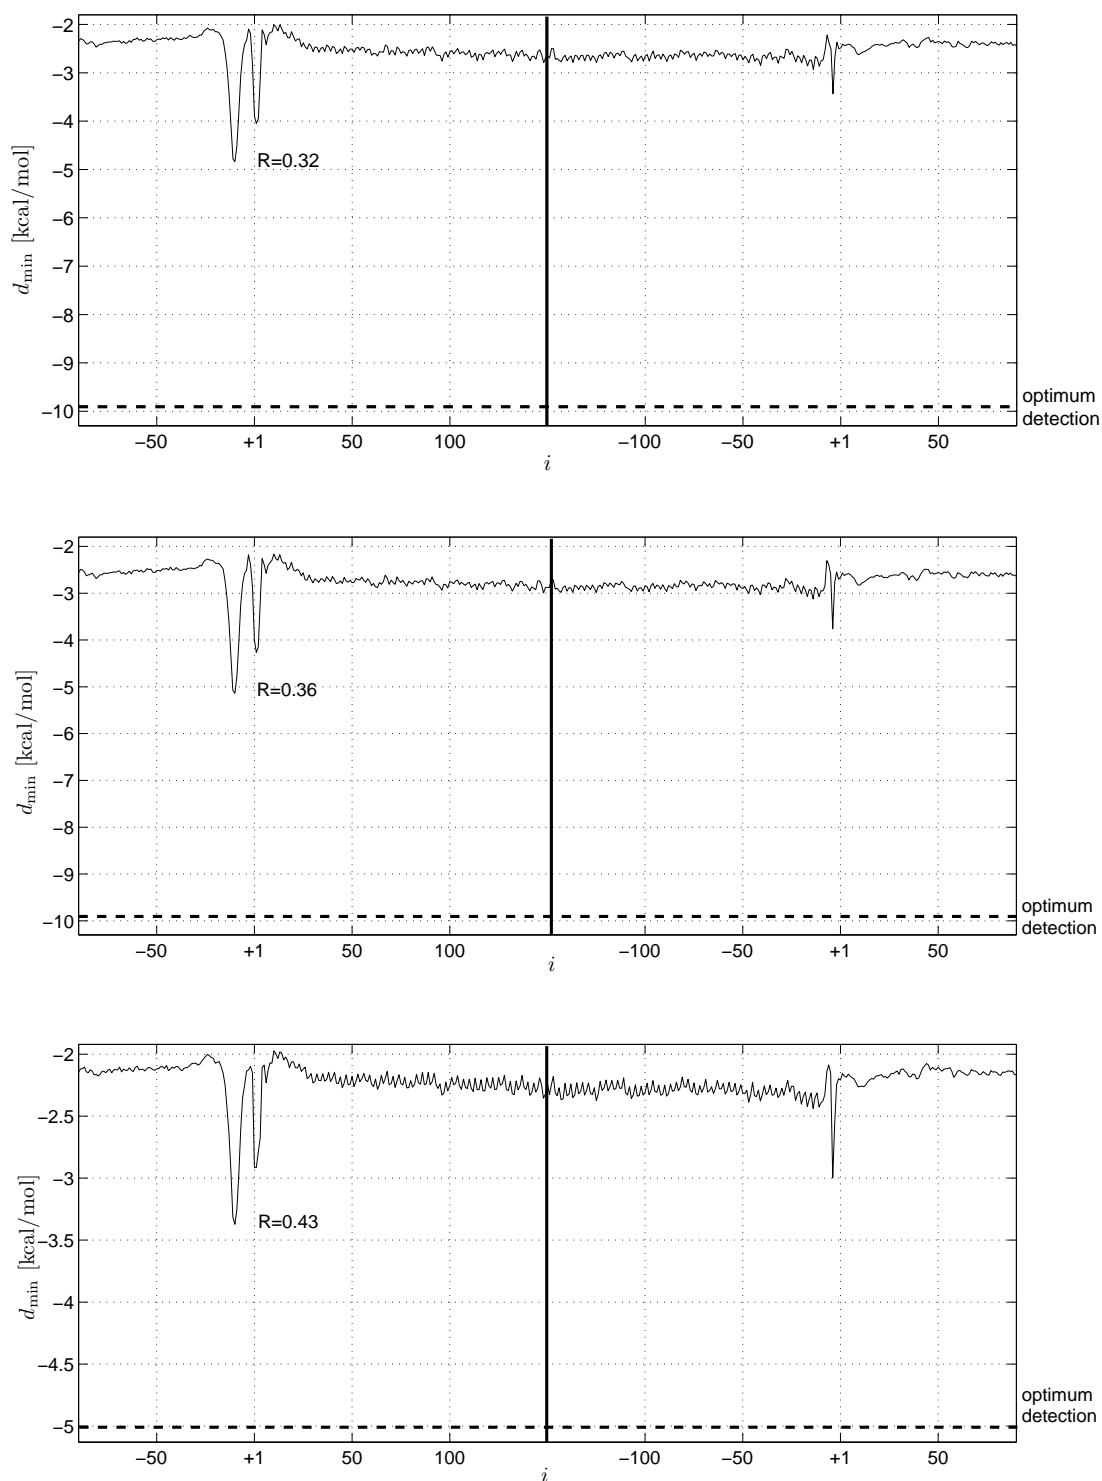 −2
−3
−4
R=0.32
−5
−6
−7
−8
−9
−10
d_min [kcal/mol]
optimum
detection
−50 +1 50 100 −100 −50 +1 50
i
−2
−3
−4
−5
R=0.36
−6
−7
−8
−9
−10
d_min [kcal/mol]
optimum
detection
−50 +1 50 100 −100 −50 +1 50
i
−2
−2.5
−3
R=0.43
−3.5
−4
−4.5
−5
d_min [kcal/mol]
optimum
detection
−50 +1 50 100 −100 −50 +1 50
i